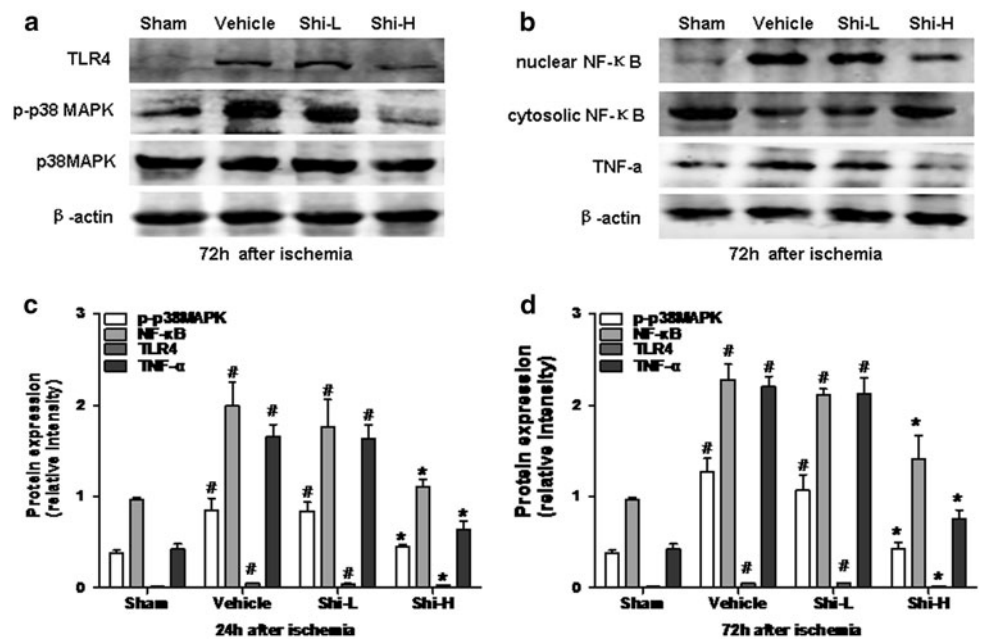 a
Sham Vehicle Shi-L Shi-H
TLR4
p-p38 MAPK
p38MAPK
β-actin
72h after ischemia
b
Sham Vehicle Shi-L Shi-H
nuclear NF-κB
cytosolic NF-κB
TNF-a
β-actin
72h after ischemia
c
Protein expression
(relative Intensity)
3
2
1
0
p-p38MAPK
NF-κB
TLR4
TNF-α
# # # #
# # # #
* * * *
Sham Vehicle Shi-L Shi-H
24h after ischemia
d
Protein expression
(relative Intensity)
3
2
1
0
p-p38MAPK
NF-κB
TLR4
TNF-α
# # # #
# # # #
* * * *
Sham Vehicle Shi-L Shi-H
72h after ischemia